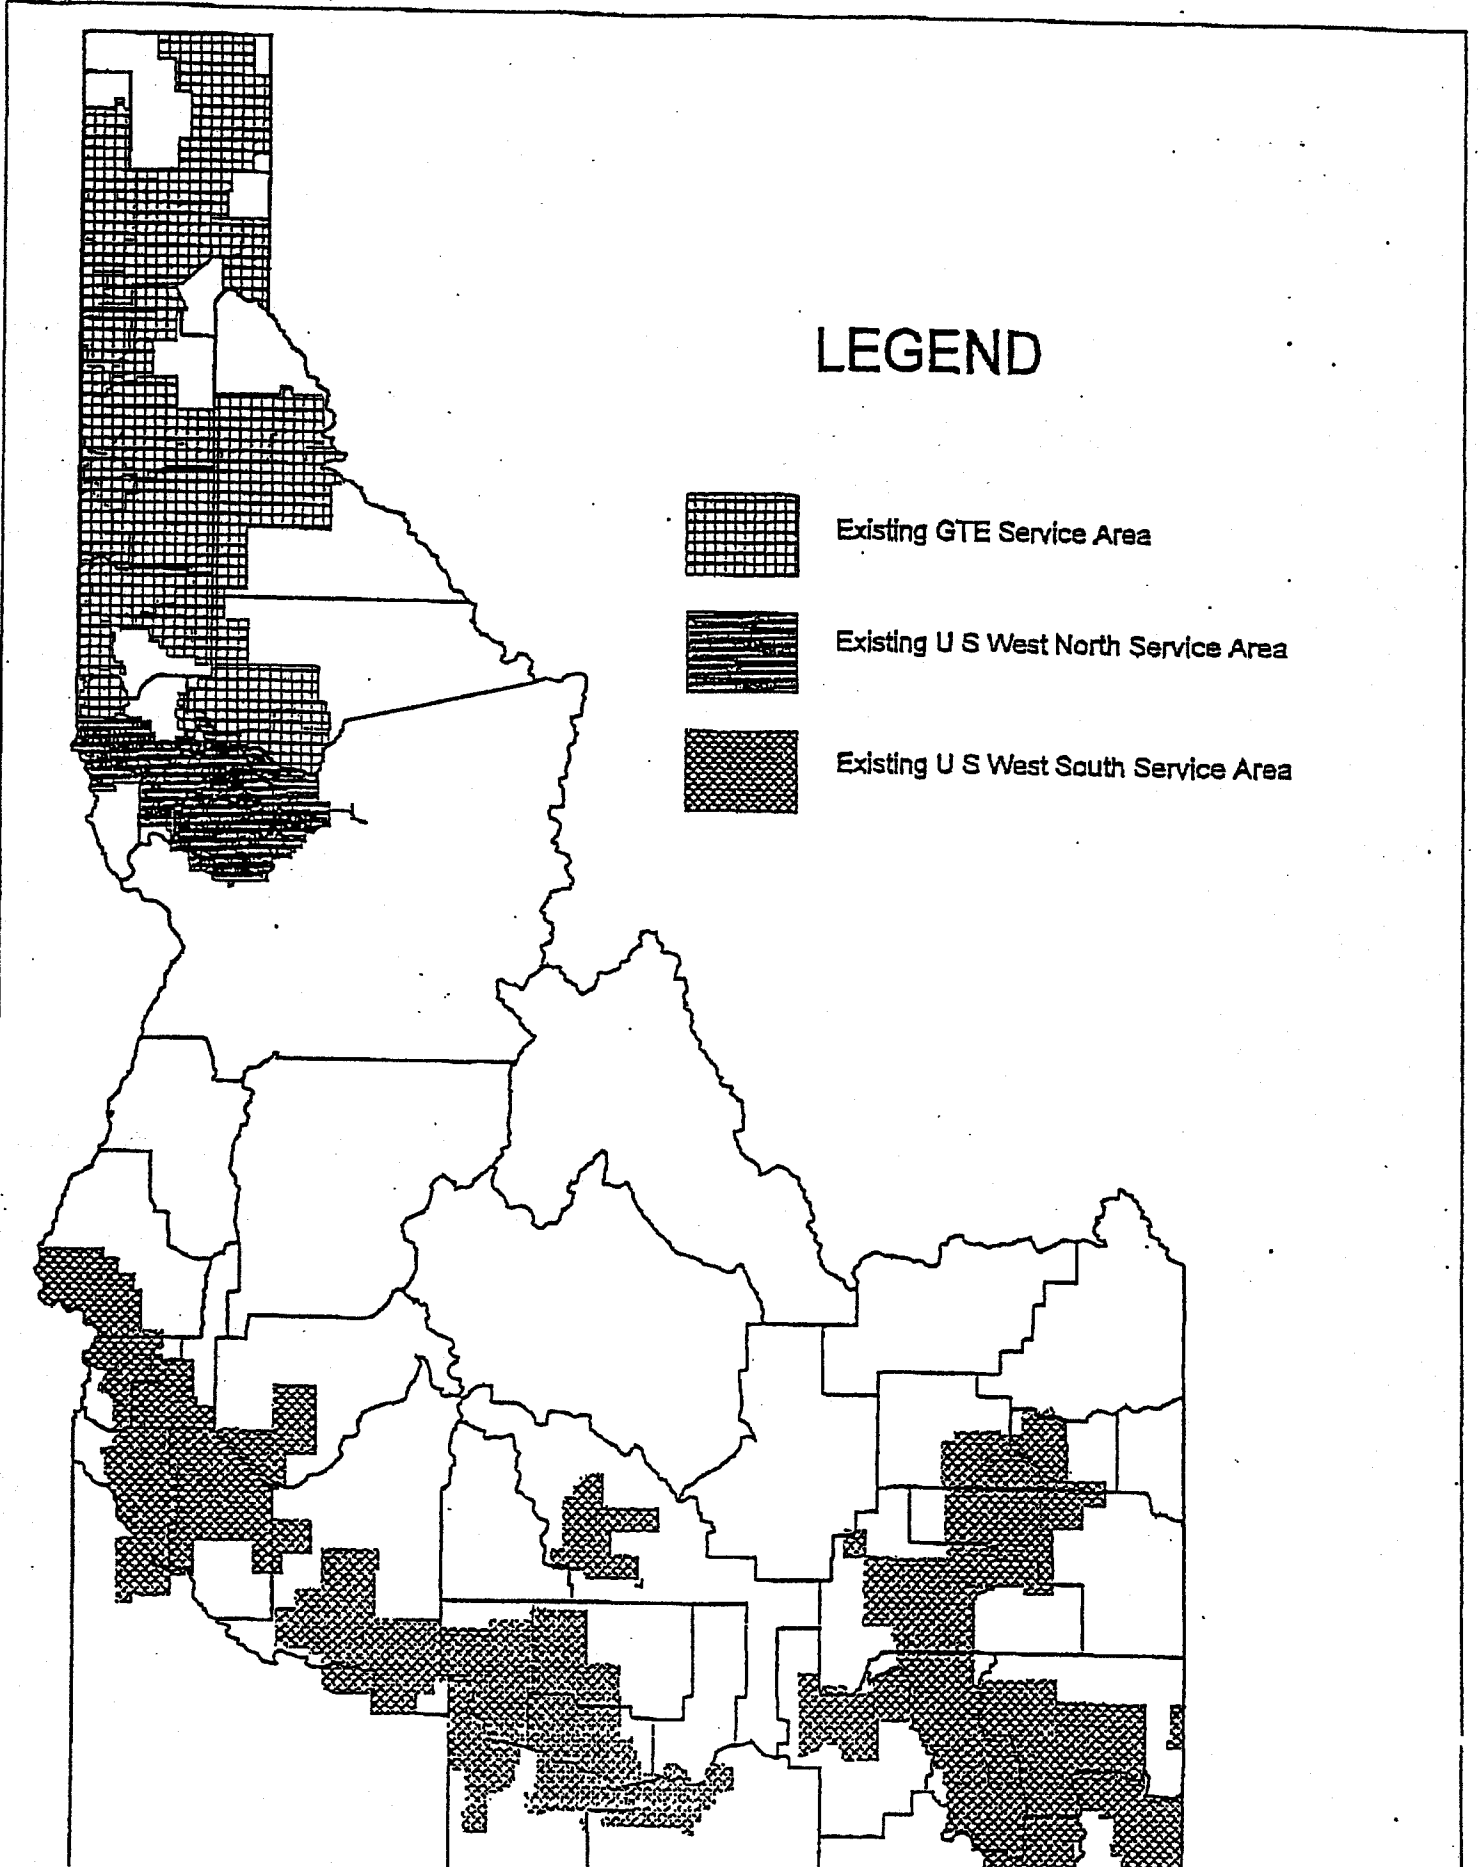 LEGEND
Existing GTE Service Area
Existing U S West North Service Area
Existing U S West South Service Area